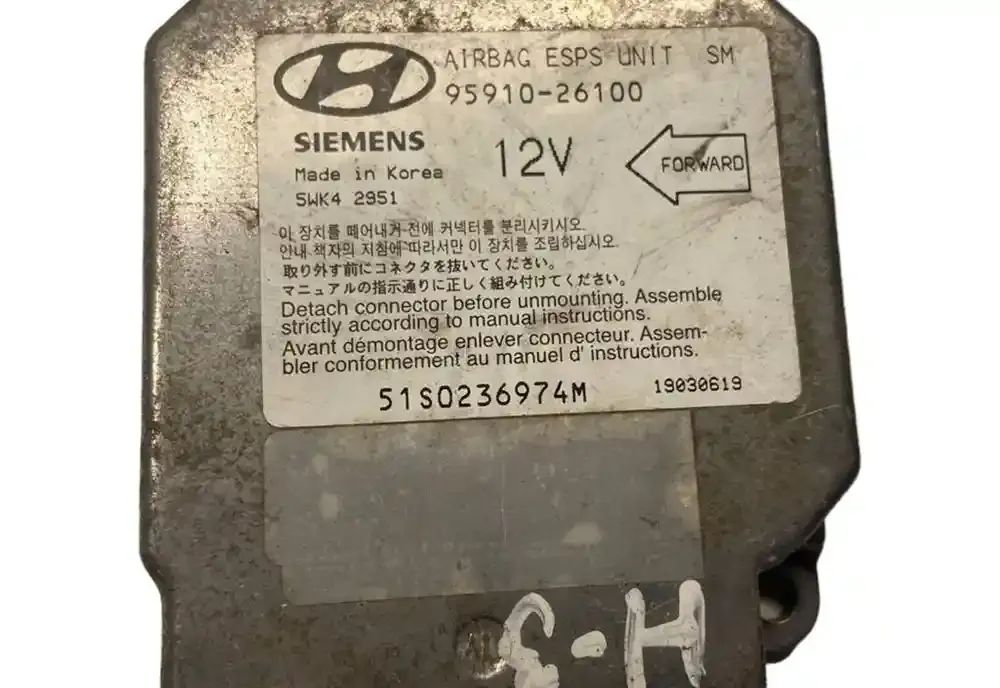 AIRBAG ESPS UNIT SM
95910-26100
SIEMENS
12V
FORWARD
Made in Korea
5WK4 2951
이 장치를 떼어내거 전에 커넥터를 분리시키시오.
안내 책자의 지침에 따라서만 이 장치를 조립하십시오.
取り外す前にコネクタを抜いてください。
マニュアルの指示通りに正しく組み付けてください。
Detach connector before unmounting. Assemble
strictly according to manual instructions.
Avant démontage enlever connecteur. Assem-
bler conformement au manuel d' instructions.
51S0236974M
19030619
H-3